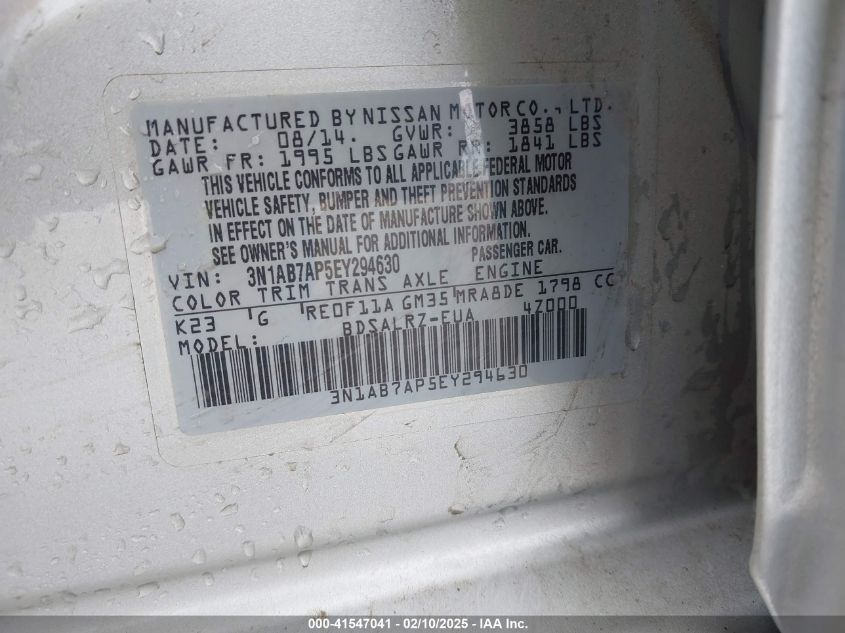 MANUFACTURED BY NISSAN MOTOR CO., LTD.
DATE: 08/14. GVWR: 3858 LBS
GAWR FR: 1995 LBS GAWR RR: 1841 LBS
THIS VEHICLE CONFORMS TO ALL APPLICABLE FEDERAL MOTOR
VEHICLE SAFETY, BUMPER AND THEFT PREVENTION STANDARDS
IN EFFECT ON THE DATE OF MANUFACTURE SHOWN ABOVE.
SEE OWNER'S MANUAL FOR ADDITIONAL INFORMATION.
VIN: 3N1AB7AP5EY294630 PASSENGER CAR.
COLOR TRIM TRANS AXLE ENGINE
K23 G RE0F11A GM35 MRA8DE 1798 CC
MODEL: BDSALRZ-EUA 4Z000
3N1AB7AP5EY294630
000-41547041 - 02/10/2025 - IAA Inc.